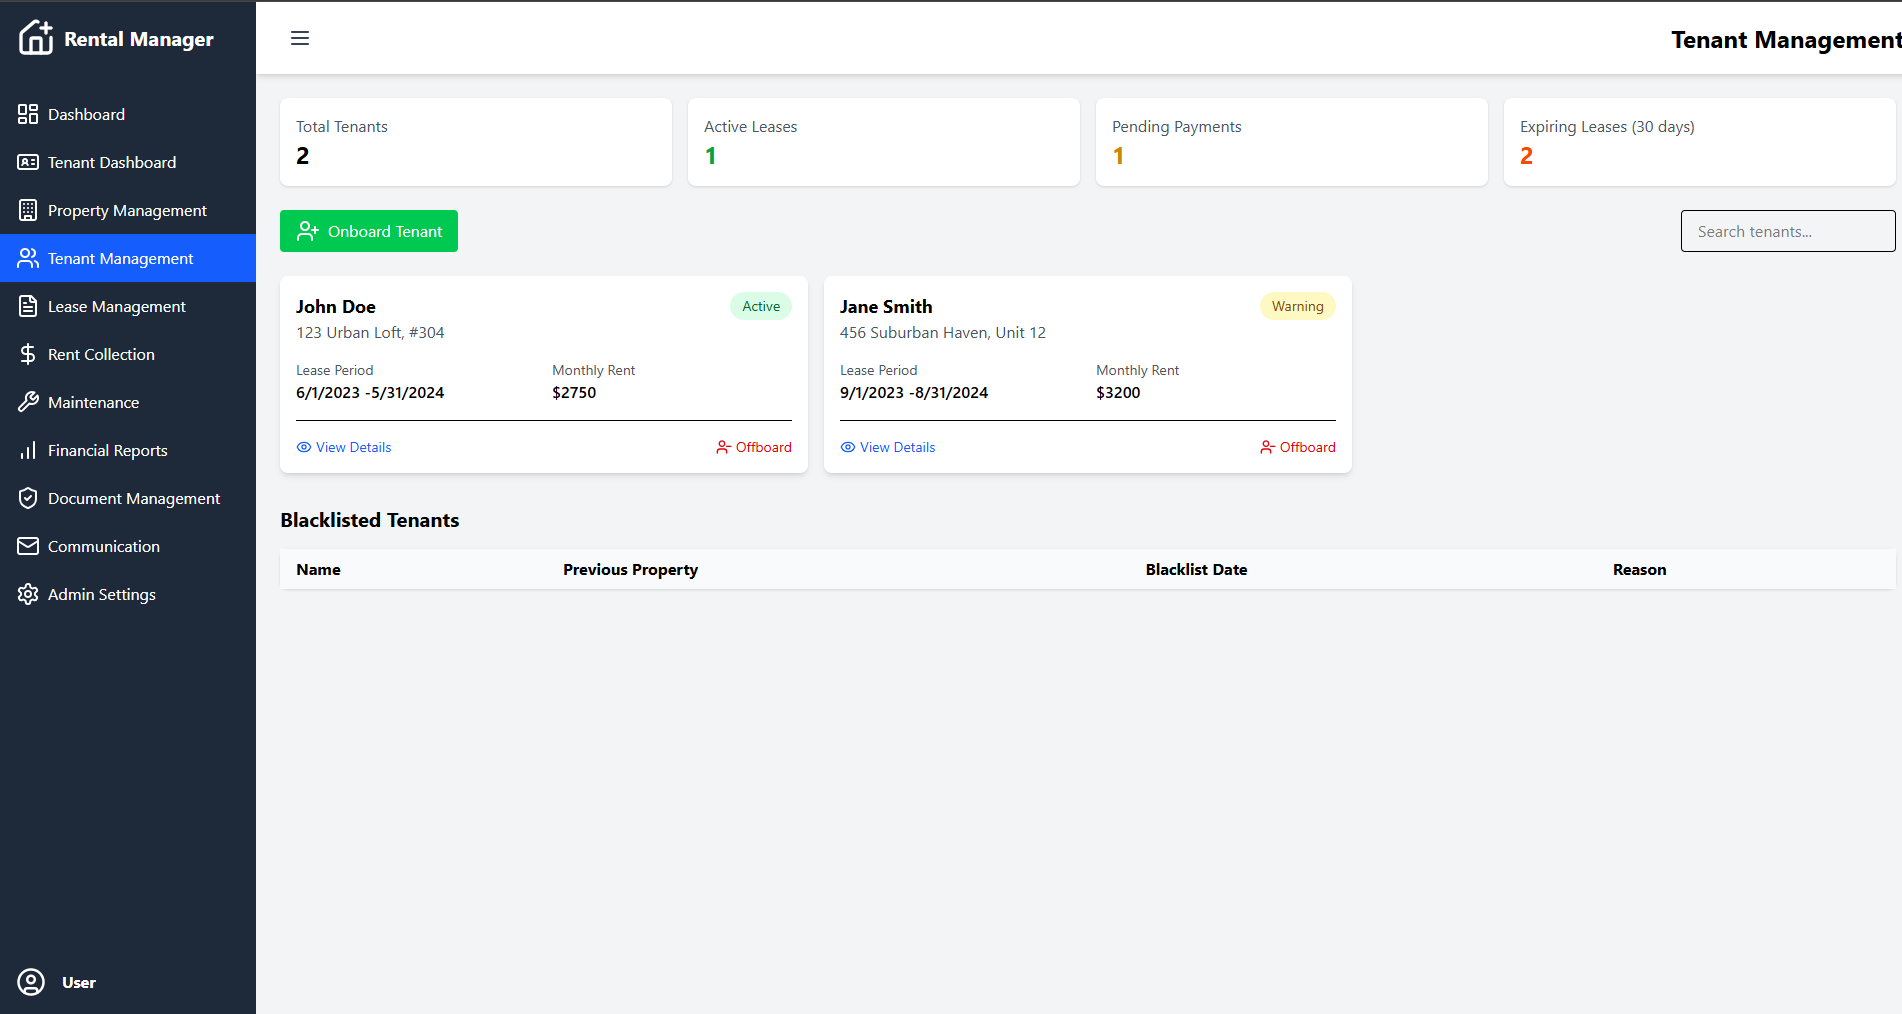 Rental Manager
Dashboard
Tenant Dashboard
Property Management
Tenant Management
Lease Management
Rent Collection
Maintenance
Financial Reports
Document Management
Communication
Admin Settings
User
Tenant Management
Total Tenants
2
Active Leases
1
Pending Payments
1
Expiring Leases (30 days)
2
Onboard Tenant
Search tenants...
John Doe
Active
123 Urban Loft, #304
Lease Period
Monthly Rent
6/1/2023 -5/31/2024
$2750
View Details
Offboard
Jane Smith
Warning
456 Suburban Haven, Unit 12
Lease Period
Monthly Rent
9/1/2023 -8/31/2024
$3200
View Details
Offboard
Blacklisted Tenants
Name
Previous Property
Blacklist Date
Reason